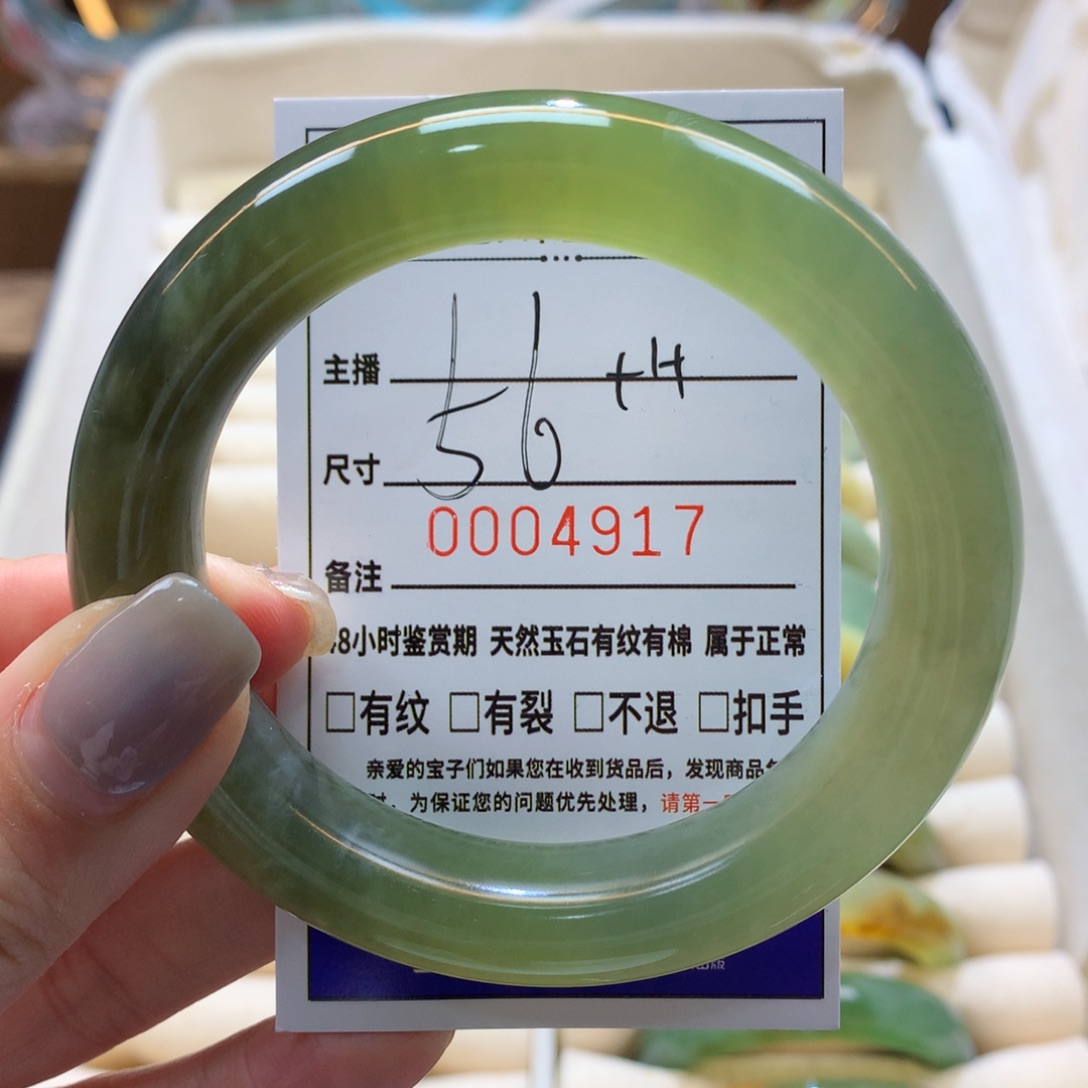 主播
尺寸 56
0004917
备注
8小时鉴赏期 天然玉石有纹有棉 属于正常
□有纹 □有裂 □不退 □扣手
亲爱的宝子们如果您在收到货品后，发现商品
为保证您的问题优先处理，请第一